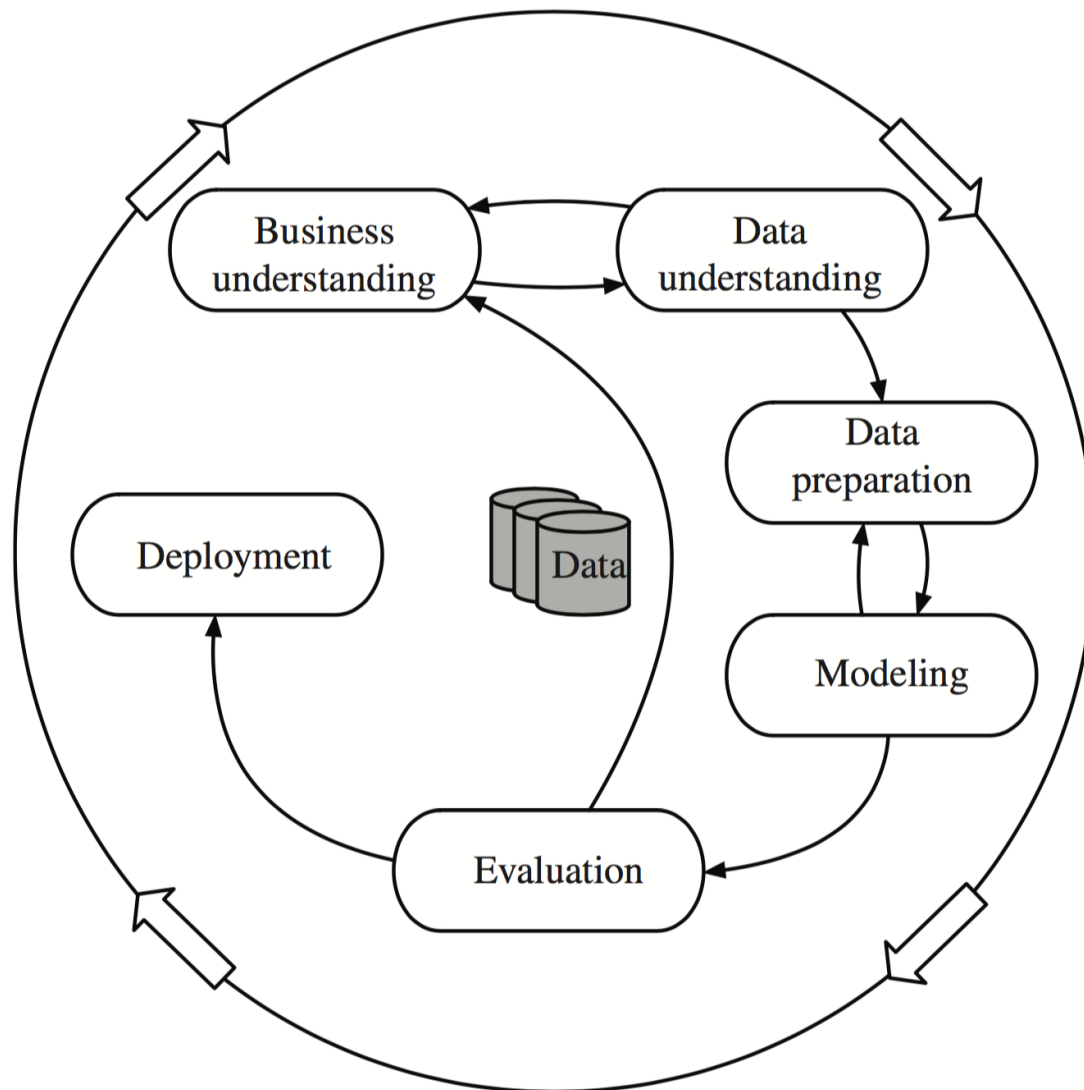 Business
understanding
Data
understanding
Data
preparation
Deployment
Data
Modeling
Evaluation